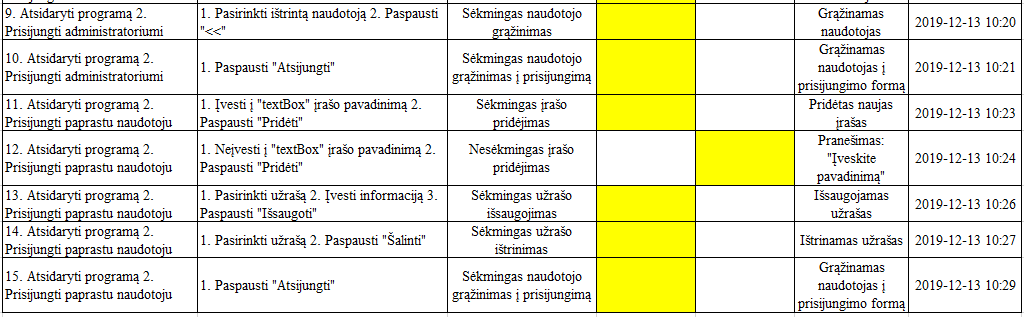 9. Atsidaryti programą 2.
Prisijungti administratoriumi
1. Pasirinkti ištrintą naudotoją 2. Paspausti
"<<"
Sėkmingas naudotojo
grąžinimas
Grąžinamas
naudotojas
2019-12-13 10:20
10. Atsidaryti programą 2.
Prisijungti administratoriumi
1. Paspausti "Atsijungti"
Sėkmingas naudotojo
grąžinimas į prisijungimą
Grąžinamas
naudotojas į
prisijungimo formą
2019-12-13 10:21
11. Atsidaryti programą 2.
Prisijungti paprastu naudotoju
1. Įvesti į "textBox" įrašo pavadinimą 2.
Paspausti "Pridėti"
Sėkmingas įrašo
pridėjimas
Pridėtas naujas
įrašas
2019-12-13 10:23
12. Atsidaryti programą 2.
Prisijungti paprastu naudotoju
1. Neįvesti į "textBox" įrašo pavadinimą 2.
Paspausti "Pridėti"
Nesėkmingas įrašo
pridėjimas
Pranešimas:
"Įveskite
pavadinimą"
2019-12-13 10:24
13. Atsidaryti programą 2.
Prisijungti paprastu naudotoju
1. Pasirinkti užrašą 2. Įvesti informaciją 3.
Paspausti "Išsaugoti"
Sėkmingas užrašo
išsaugojimas
Išsaugojamas
užrašas
2019-12-13 10:26
14. Atsidaryti programą 2.
Prisijungti paprastu naudotoju
1. Pasirinkti užrašą 2. Paspausti "Šalinti"
Sėkmingas užrašo
ištrinimas
Ištrinamas užrašas
2019-12-13 10:27
15. Atsidaryti programą 2.
Prisijungti paprastu naudotoju
1. Paspausti "Atsijungti"
Sėkmingas naudotojo
grąžinimas į prisijungimą
Grąžinamas
naudotojas į
prisijungimo formą
2019-12-13 10:29